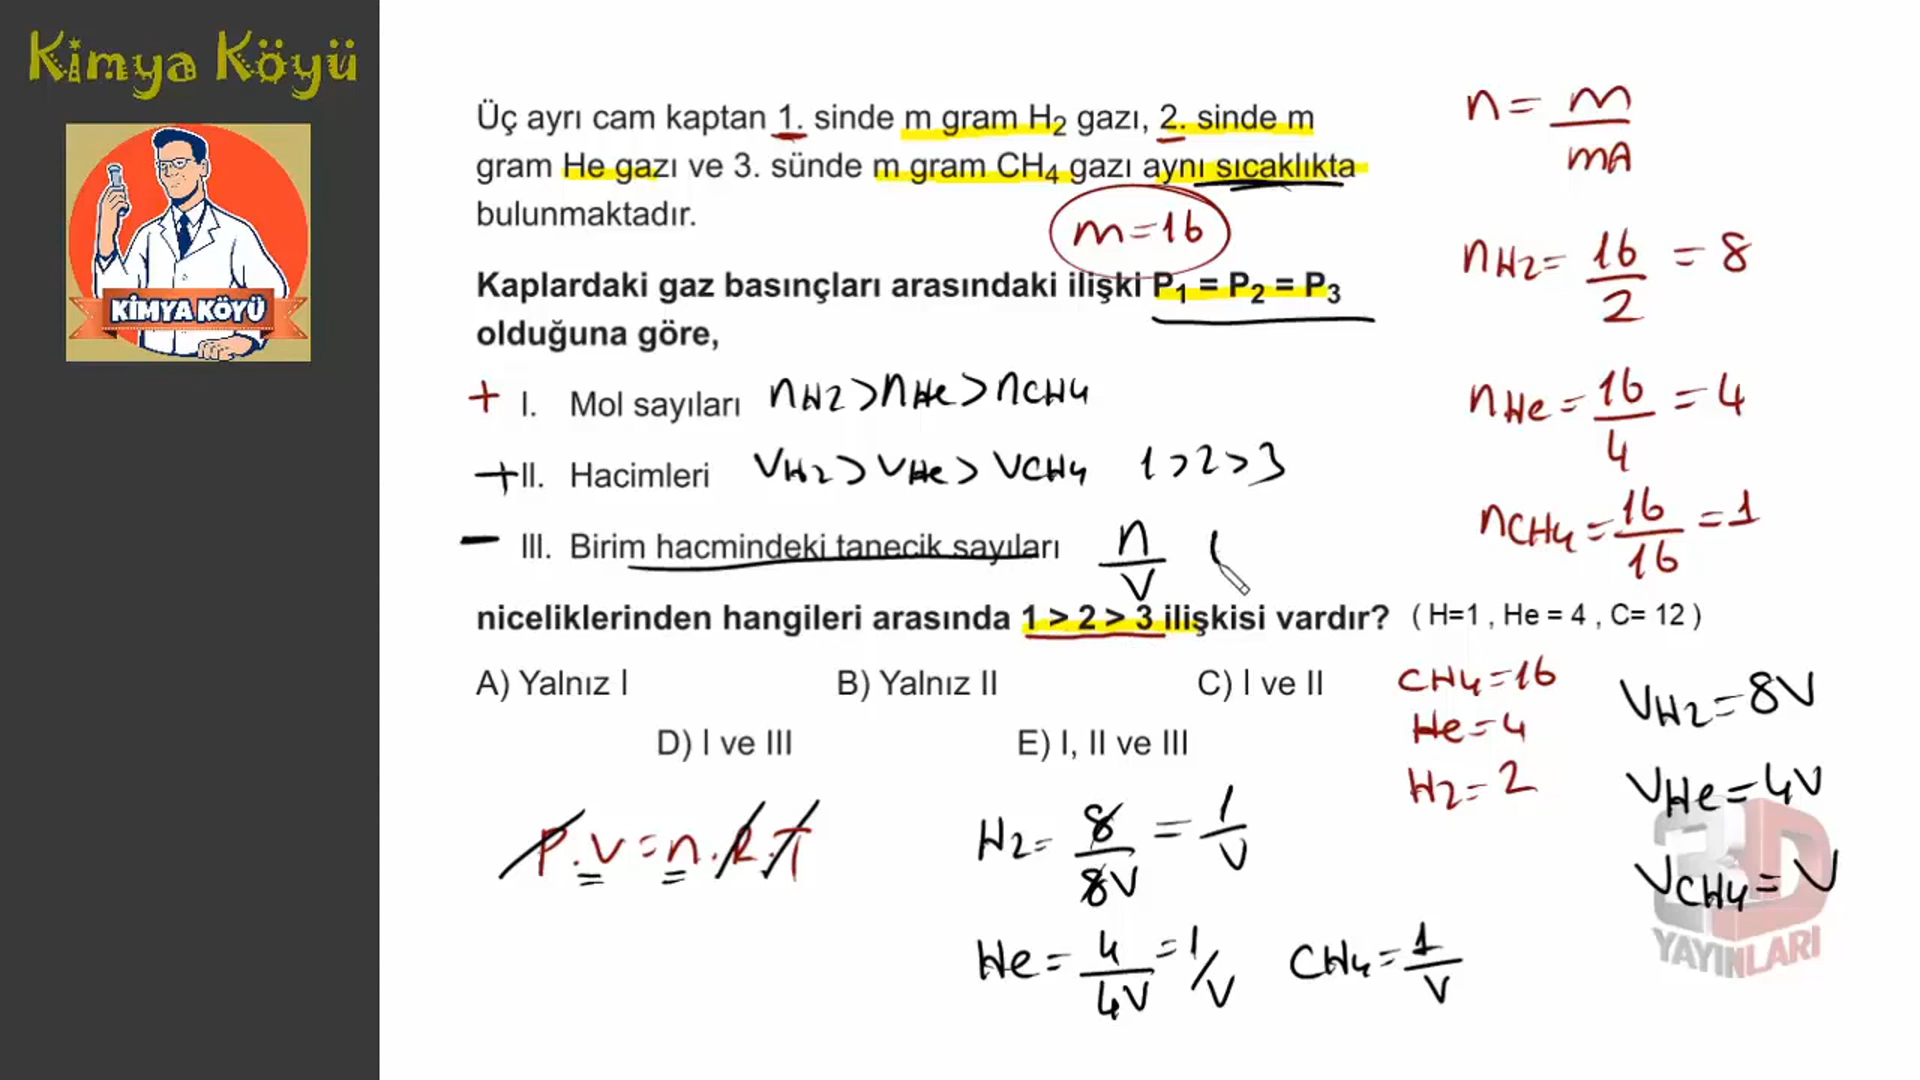 Kimya Köyü
KİMYA KÖYÜ
Üç ayrı cam kaptan 1. sinde m gram H₂ gazı, 2. sinde m
gram He gazı ve 3. sünde m gram CH₄ gazı aynı sıcaklıkta
bulunmaktadır.
m=16
Kaplardaki gaz basınçları arasındaki ilişki P₁ = P₂ = P₃
olduğuna göre,
+ I. Mol sayıları nH2>nHe>nCH4
+ II. Hacimleri VH2>VHe>VCH4 1>2>3
- III. Birim hacmindeki tanecik sayıları n/V
niceliklerinden hangileri arasında 1 > 2 > 3 ilişkisi vardır? ( H=1 , He = 4 , C= 12 )
A) Yalnız I B) Yalnız II C) I ve II
D) I ve III E) I, II ve III
P.V=n.R.T
H2= 8/8V = 1/V
He= 4/4V =1/V CH4= 1/V
n= m/mA
nH2= 16/2 = 8
nHe= 16/4 = 4
nCH4= 16/16 =1
CH4=16
He=4
H2=2
VH2=8V
VHe=4V
VCH4=V
3D
YAYINLARI